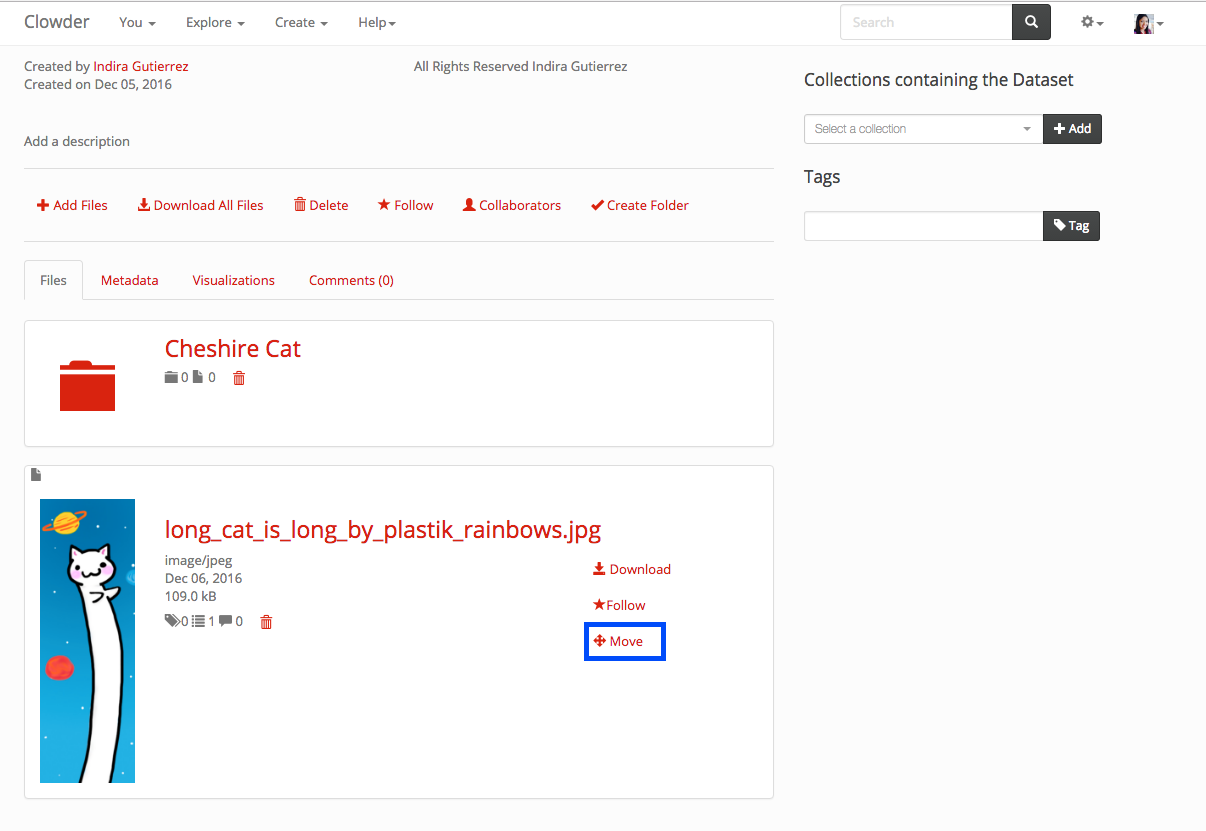 Clowder You Explore Create Help Search
Created by Indira Gutierrez
Created on Dec 05, 2016
All Rights Reserved Indira Gutierrez
Add a description
Add Files Download All Files Delete Follow Collaborators Create Folder
Files Metadata Visualizations Comments (0)
Cheshire Cat
0 0
long_cat_is_long_by_plastik_rainbows.jpg
image/jpeg
Dec 06, 2016
109.0 kB
0 1 0
Download
Follow
Move
Collections containing the Dataset
Select a collection Add
Tags
Tag